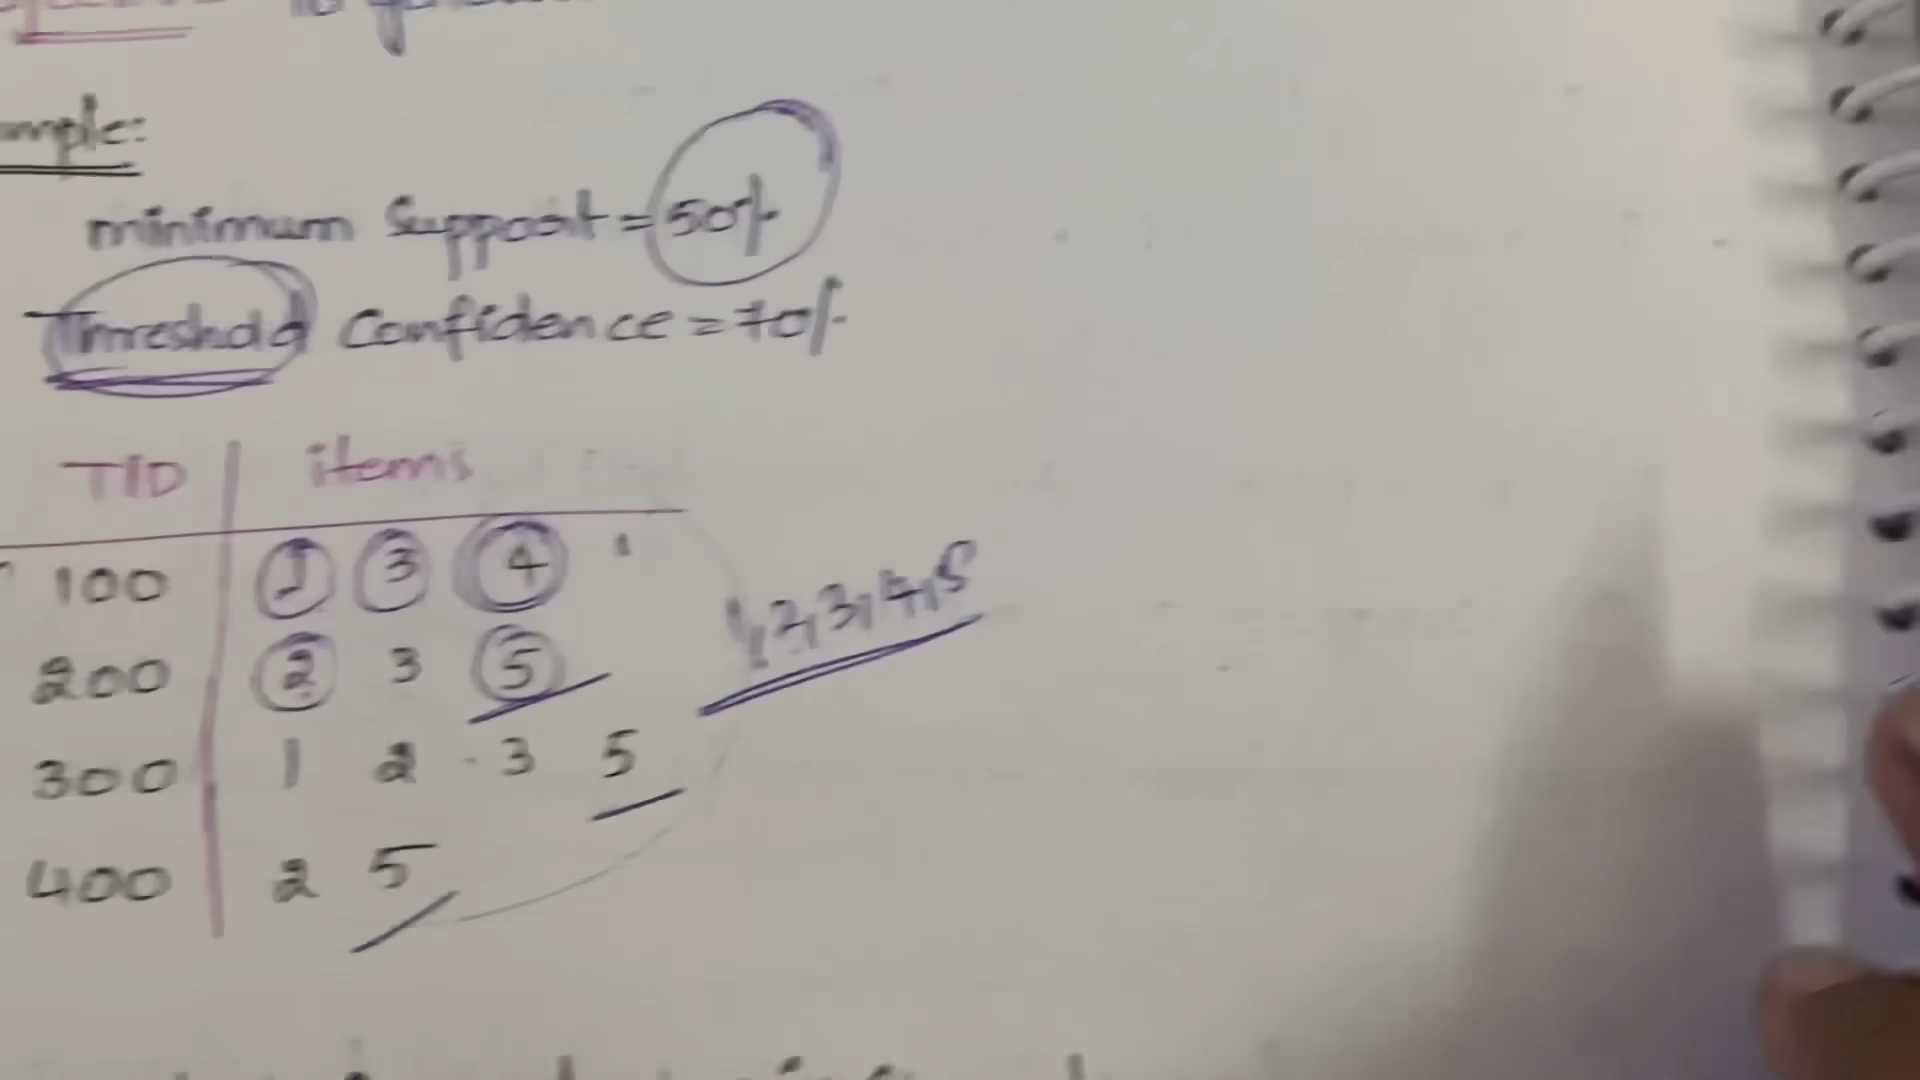 minimum Support = 50%
Threshold Confidence = 70%
TID items
100 1 3 4
200 2 3 5
1,2,3,4,5
300 1 2 3 5
400 2 5